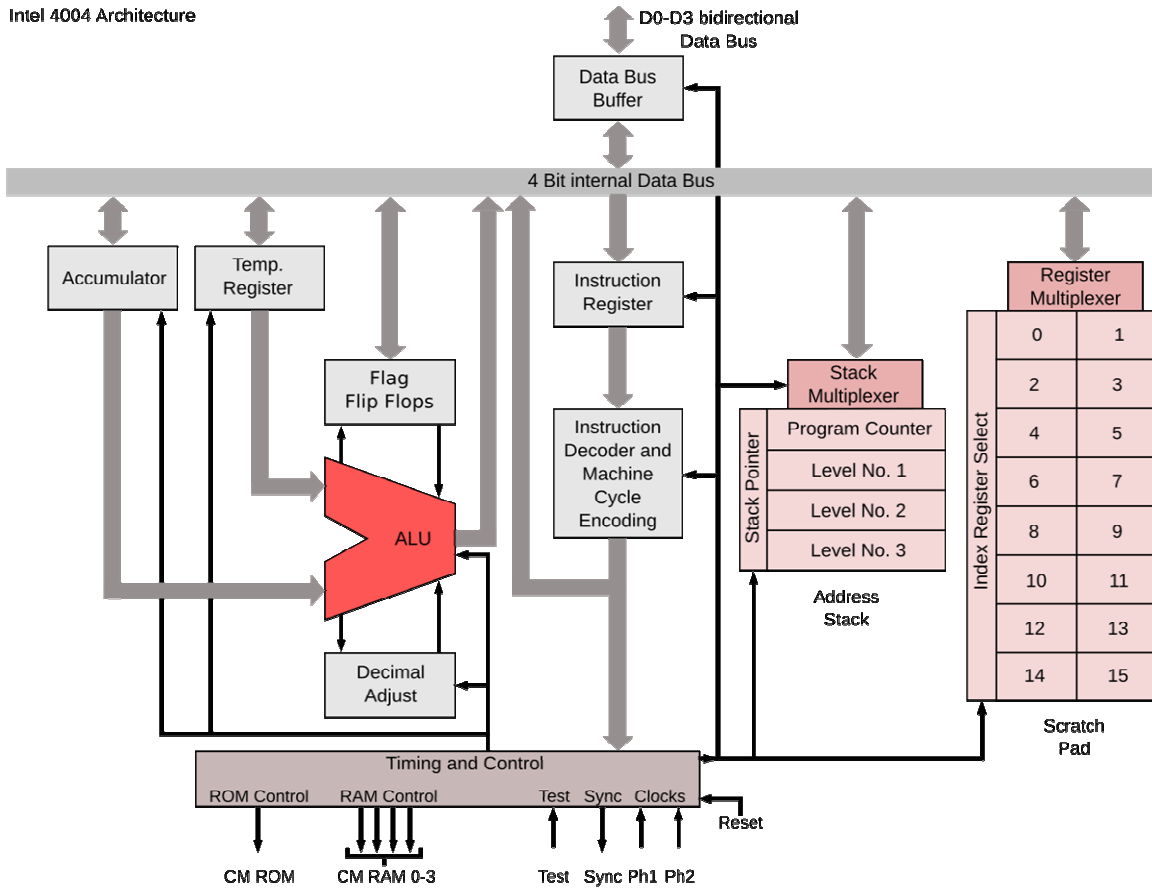 Intel 4004 Architecture
D0-D3 bidirectional
Data Bus
Data Bus
Buffer
4 Bit internal Data Bus
Accumulator
Temp.
Register
Instruction
Register
Register
Multiplexer
Flag
Flip Flops
Stack
Multiplexer
Instruction
Decoder and
Machine
Cycle
Encoding
ALU
Stack Pointer
Program Counter
Level No. 1
Level No. 2
Level No. 3
Address
Stack
Index Register Select
0 1
2 3
4 5
6 7
8 9
10 11
12 13
14 15
Scratch
Pad
Decimal
Adjust
Timing and Control
ROM Control RAM Control Test Sync Clocks
Reset
CM ROM CM RAM 0-3 Test Sync Ph1 Ph2